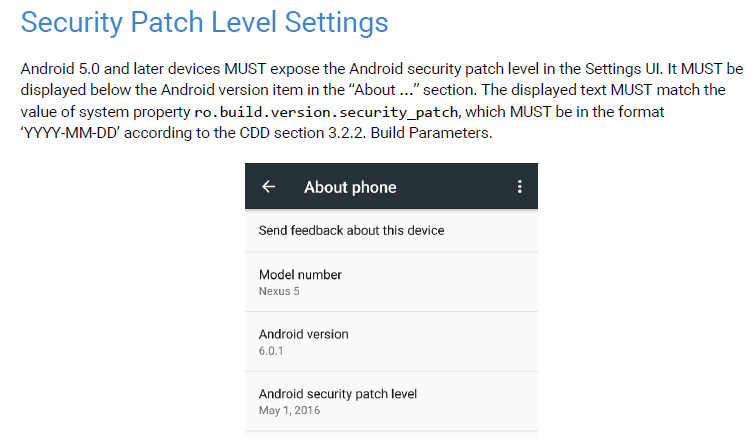 Security Patch Level Settings
Android 5.0 and later devices MUST expose the Android security patch level in the Settings UI. It MUST be
displayed below the Android version item in the “About ...” section. The displayed text MUST match the
value of system property ro.build.version.security_patch, which MUST be in the format
‘YYYY-MM-DD’ according to the CDD section 3.2.2. Build Parameters.
About phone
Send feedback about this device
Model number
Nexus 5
Android version
6.0.1
Android security patch level
May 1, 2016